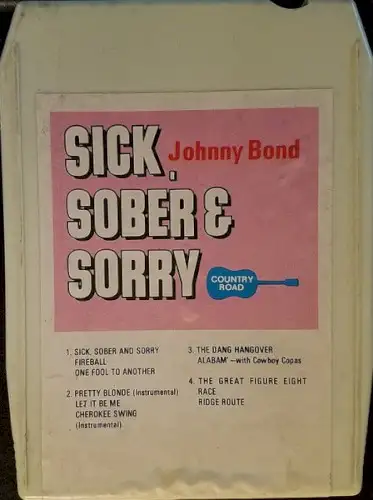 SICK,
Johnny Bond
SOBER &
SORRY
COUNTRY
ROAD
1. SICK, SOBER AND SORRY
FIREBALL
ONE FOOL TO ANOTHER
2. PRETTY BLONDE (Instrumental)
LET IT BE ME
CHEROKEE SWING
(Instrumental)
3. THE DANG HANGOVER
ALABAM' -with Cowboy Copas
4. THE GREAT FIGURE EIGHT
RACE
RIDGE ROUTE